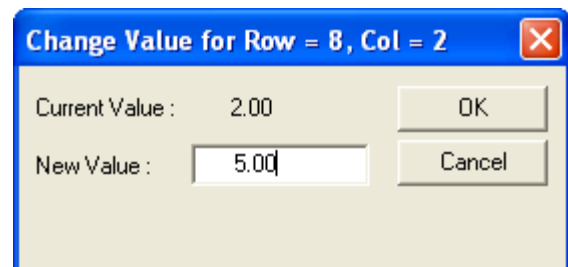 Change Value for Row = 8, Col = 2
Current Value : 2.00 OK
New Value : 5.00 Cancel